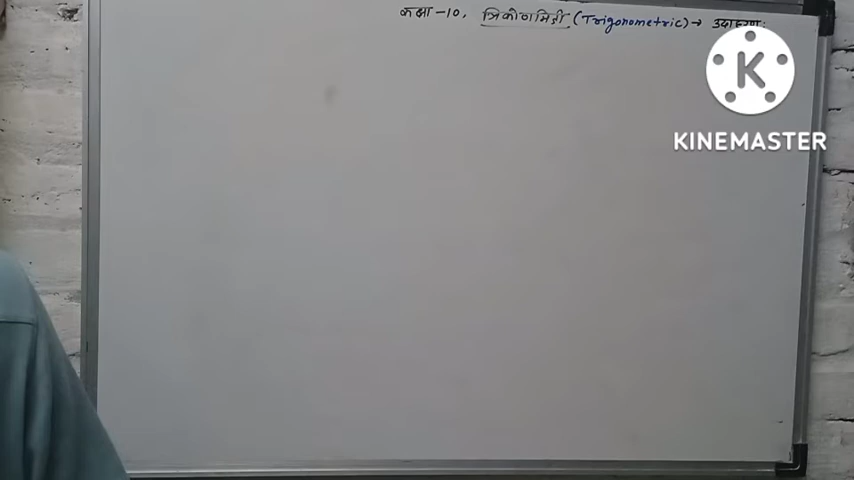 कक्षा -10, त्रिकोणमिती (Trigonometric) → उदाहरण:
K
KINEMASTER